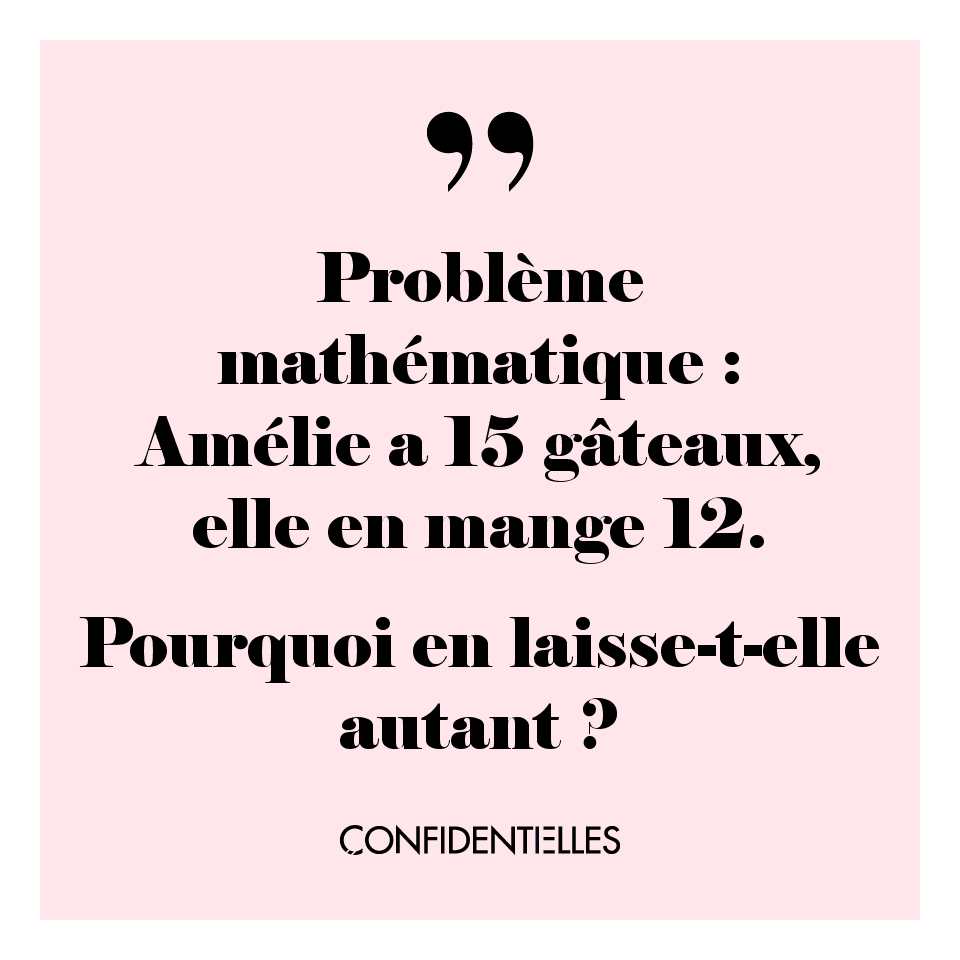 ”
Problème
mathématique :
Amélie a 15 gâteaux,
elle en mange 12.
Pourquoi en laisse-t-elle
autant ?
CONFIDENTIELLES